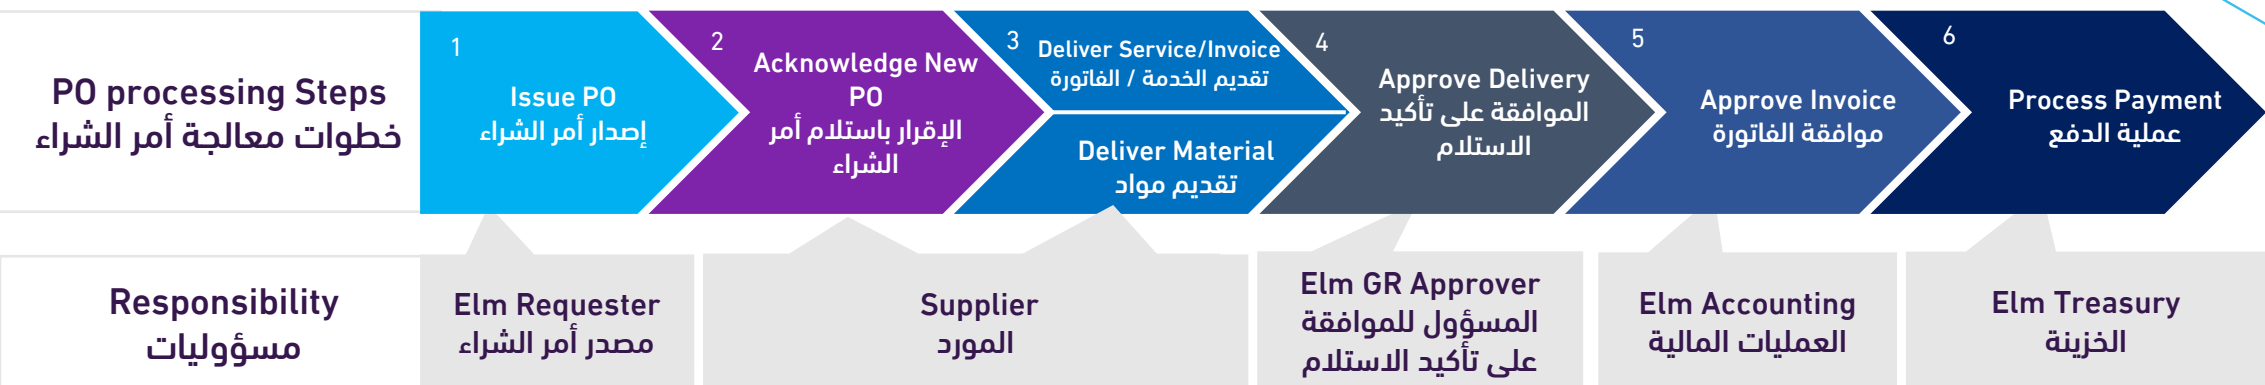 PO processing Steps
خطوات معالجة أمر الشراء
1
Issue PO
إصدار أمر الشراء
2
Acknowledge New
PO
الإقرار باستلام أمر
الشراء
3
Deliver Service/Invoice
تقديم الخدمة / الفاتورة
Deliver Material
تقديم مواد
4
Approve Delivery
الموافقة على تأكيد
الاستلام
5
Approve Invoice
موافقة الفاتورة
6
Process Payment
عملية الدفع
Responsibility
مسؤوليات
Elm Requester
مصدر أمر الشراء
Supplier
المورد
Elm GR Approver
المسؤول للموافقة
على تأكيد الاستلام
Elm Accounting
العمليات المالية
Elm Treasury
الخزينة